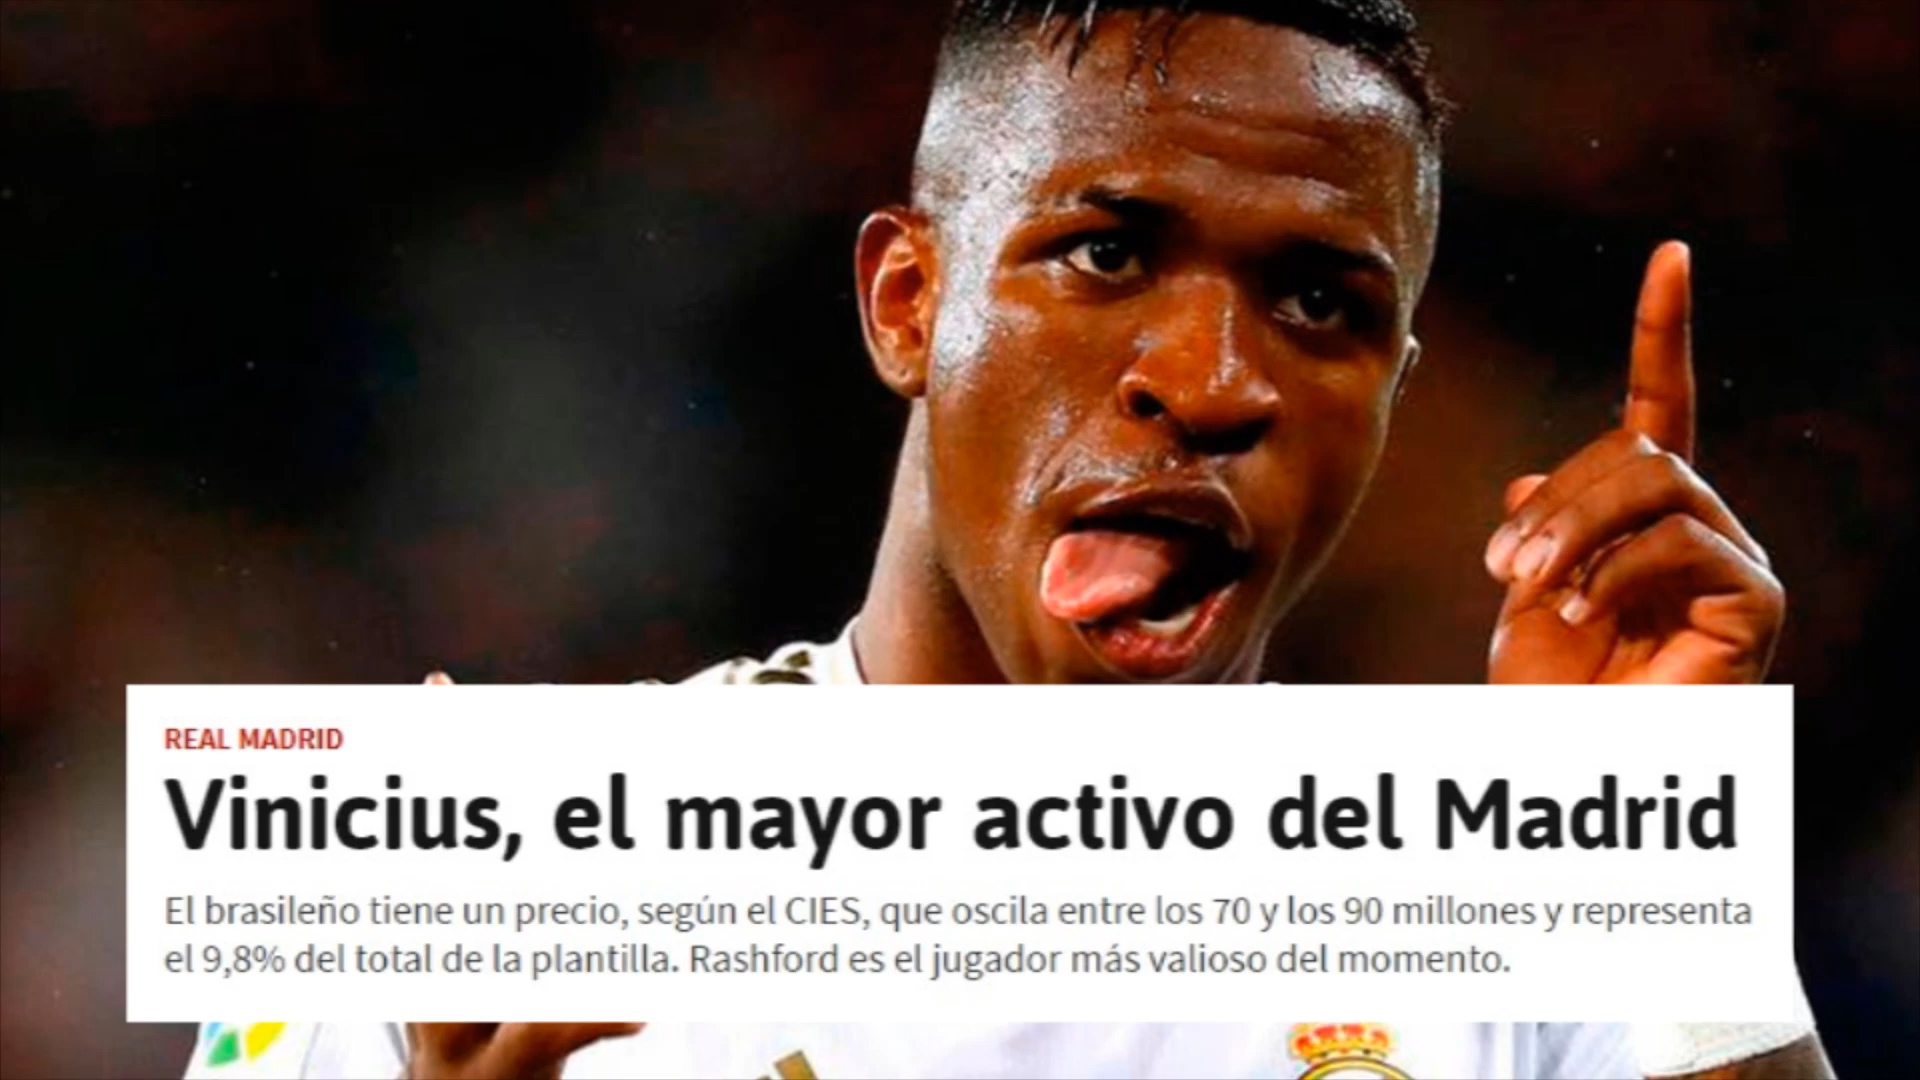 REAL MADRID
Vinicius, el mayor activo del Madrid
El brasileño tiene un precio, según el CIES, que oscila entre los 70 y los 90 millones y representa
el 9,8% del total de la plantilla. Rashford es el jugador más valioso del momento.